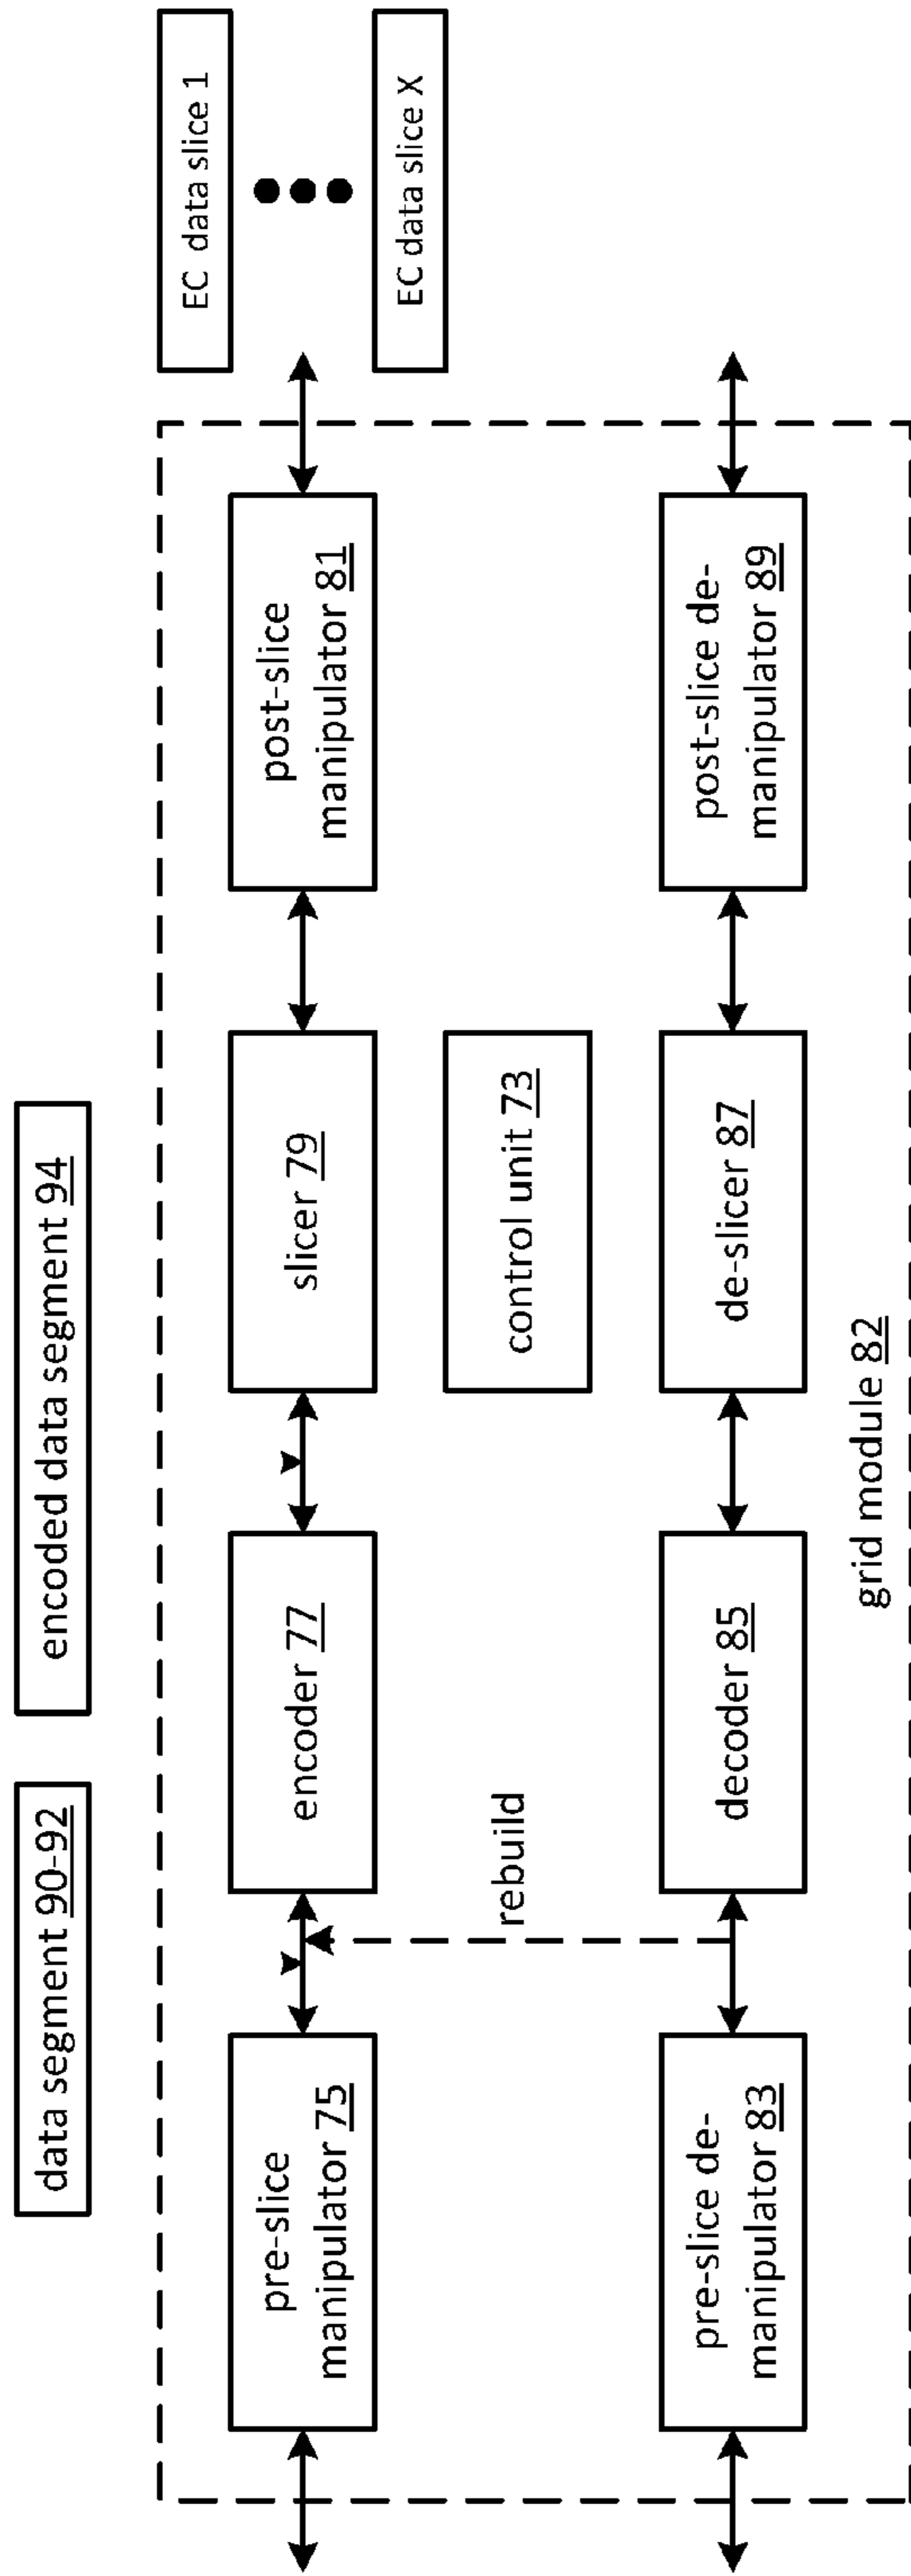 data segment 90-92
encoded data segment 94
EC data slice 1
EC data slice X
pre-slice
manipulator 75
encoder 77
slicer 79
post-slice
manipulator 81
rebuild
control unit 73
pre-slice de-
manipulator 83
decoder 85
de-slicer 87
post-slice de-
manipulator 89
grid module 82